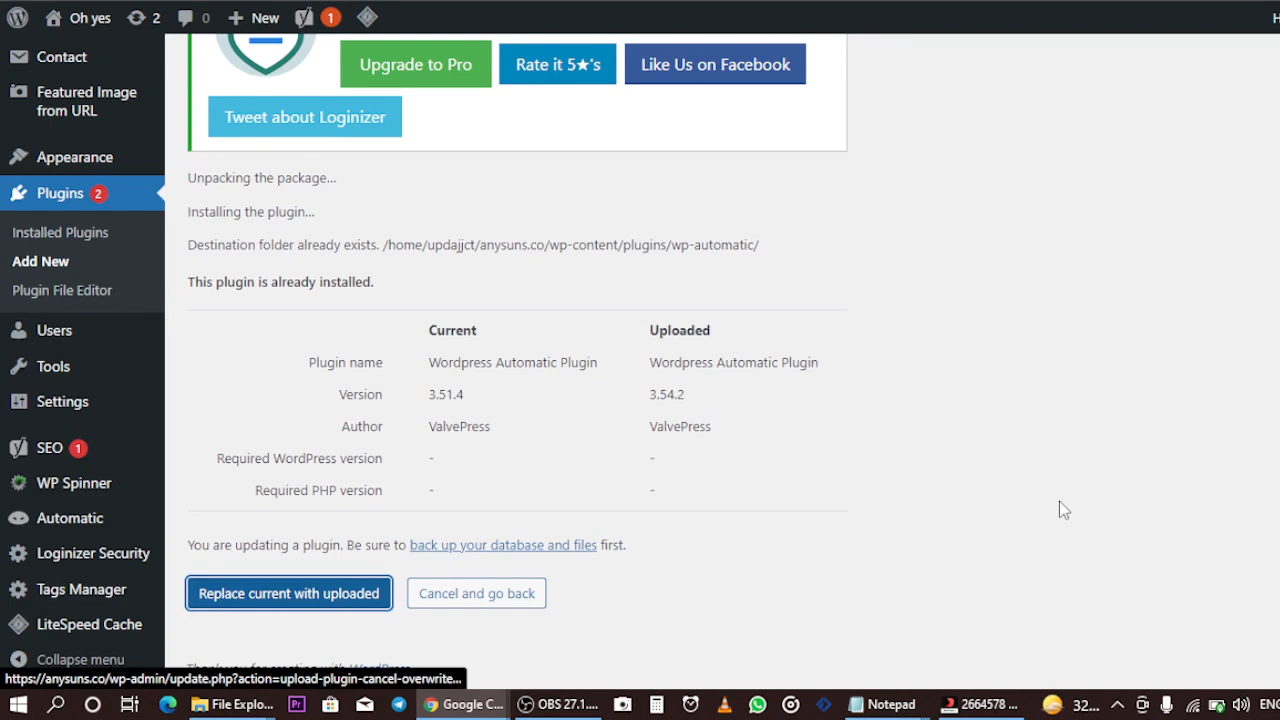 Oh yes 2 0 New 1
Contact
Featured Image
from URL
Appearance
Plugins 2
Installed Plugins
Add New
Plugin File Editor
Users
Tools
Settings
SEO 1
WP Spinner
Automatic
Loginizer Security
Tags Manager
LiteSpeed Cache
Collapse menu
Upgrade to Pro Rate it 5★'s Like Us on Facebook
Tweet about Loginizer
Unpacking the package...
Installing the plugin...
Destination folder already exists. /home/updajjct/anysuns.co/wp-content/plugins/wp-automatic/
This plugin is already installed.
Current Uploaded
Plugin name Wordpress Automatic Plugin Wordpress Automatic Plugin
Version 3.51.4 3.54.2
Author ValvePress ValvePress
Required WordPress version - -
Required PHP version - -
You are updating a plugin. Be sure to back up your database and files first.
Replace current with uploaded Cancel and go back
Thank you for creating with WordPress
https://anysuns.co/wp-admin/update.php?action=upload-plugin-cancel-overwrite...
File Explo... Pr Google C... OBS 27.1.... Notepad 2664578 ... 32... ENG